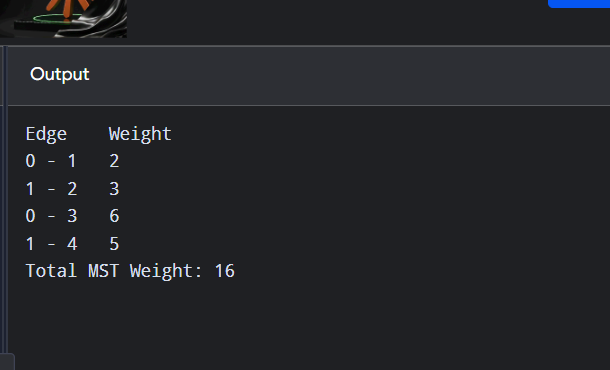 Output
Edge    Weight
0 - 1   2
1 - 2   3
0 - 3   6
1 - 4   5
Total MST Weight: 16